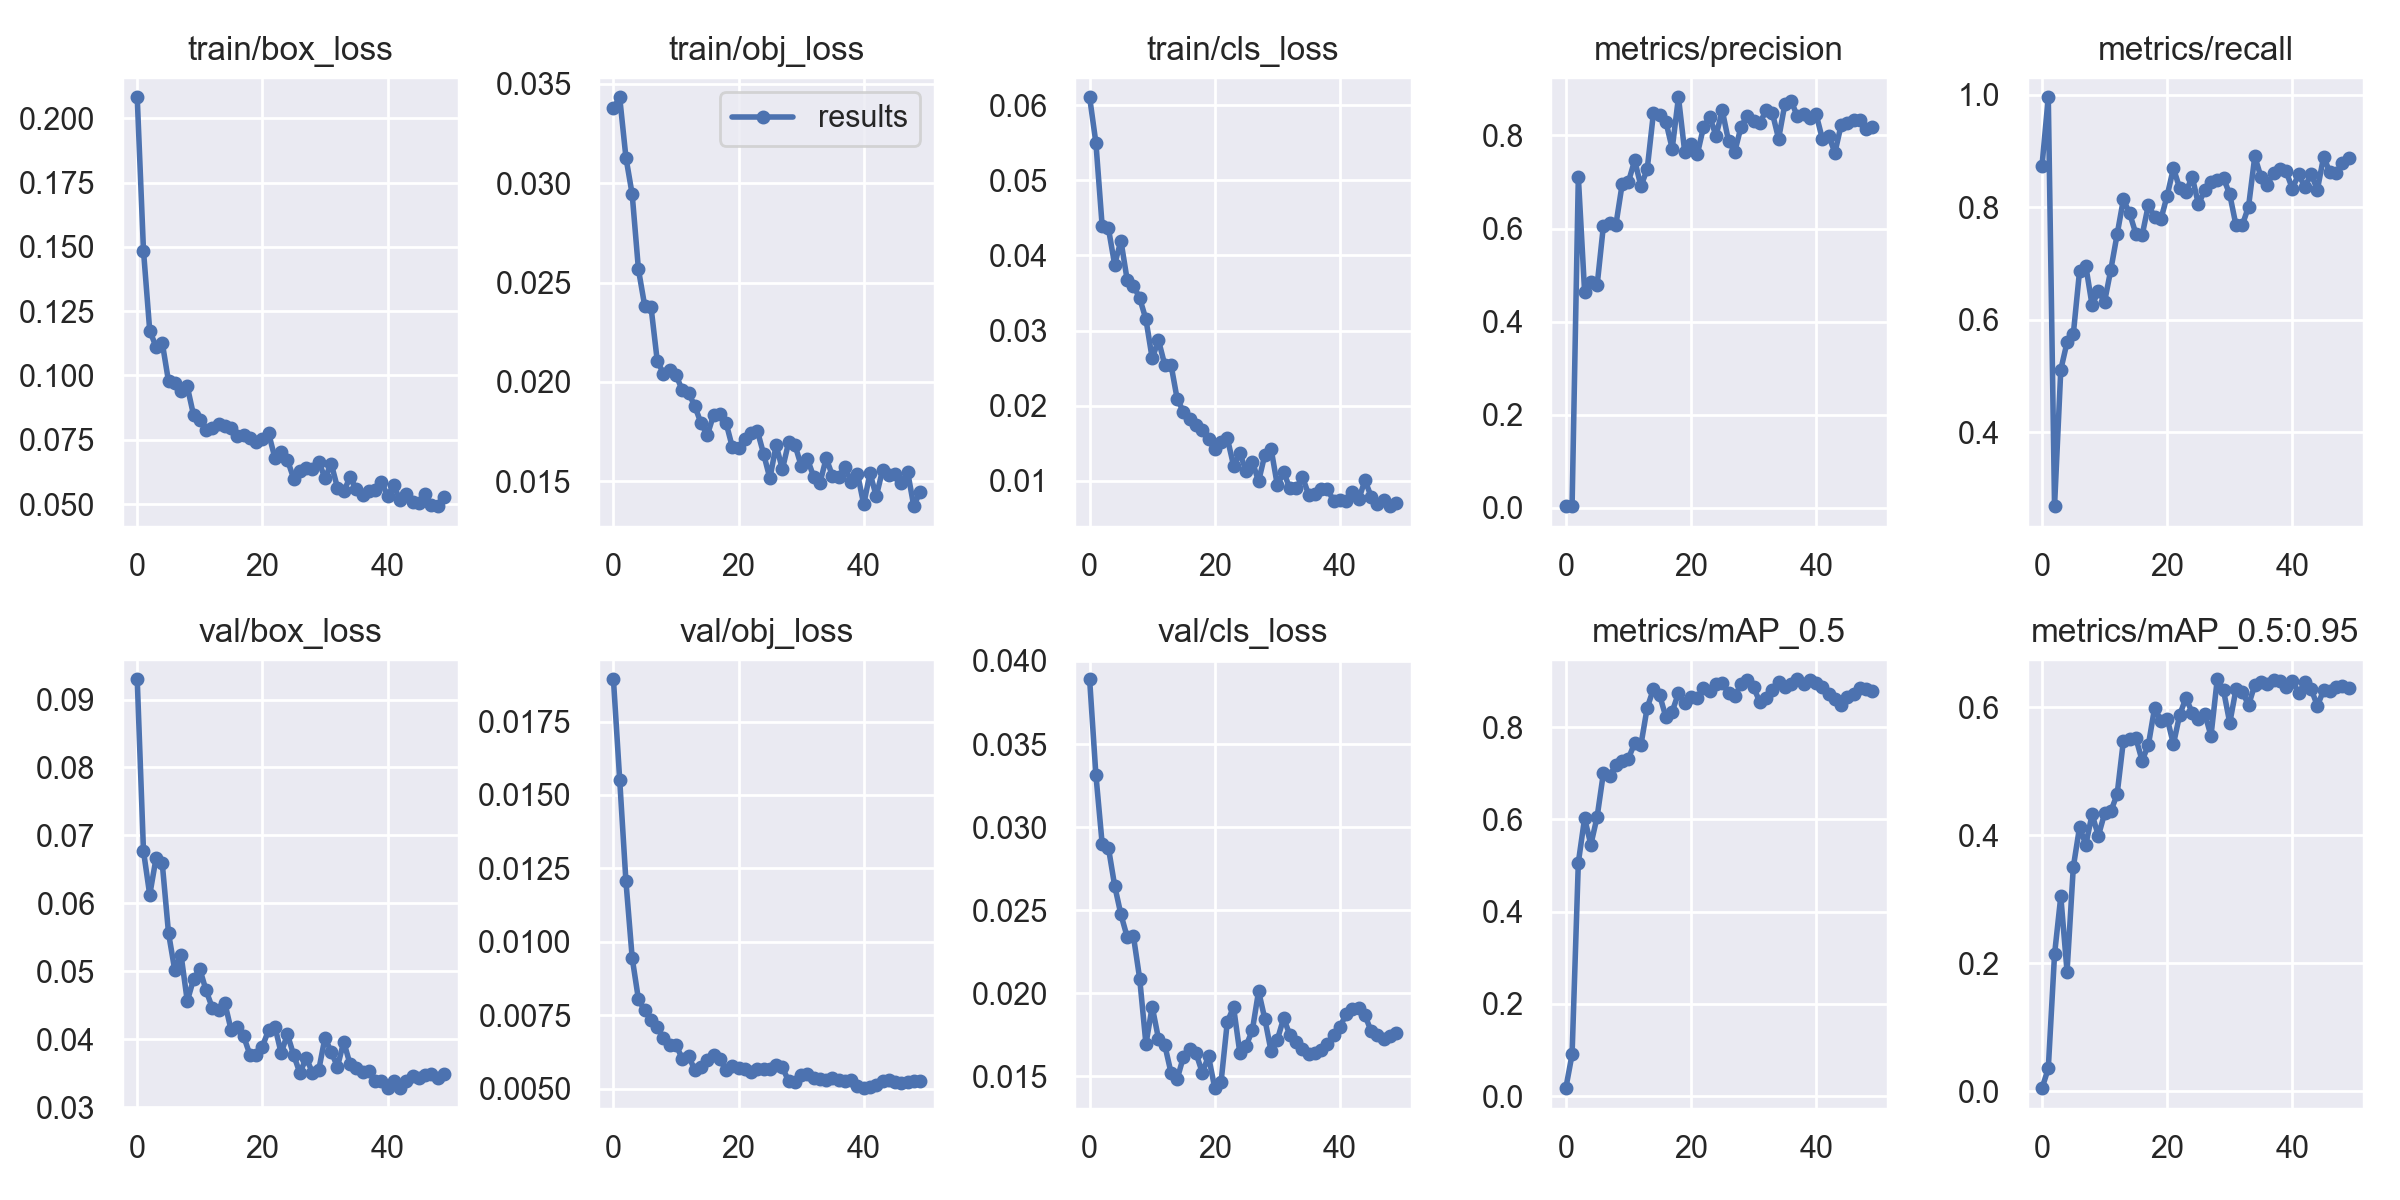 train/box_loss
0.200
0.175
0.150
0.125
0.100
0.075
0.050
0 20 40
train/obj_loss
results
0.035
0.030
0.025
0.020
0.015
0 20 40
train/cls_loss
0.06
0.05
0.04
0.03
0.02
0.01
0 20 40
metrics/precision
0.8
0.6
0.4
0.2
0.0
0 20 40
metrics/recall
1.0
0.8
0.6
0.4
0 20 40
val/box_loss
0.09
0.08
0.07
0.06
0.05
0.04
0.03
0 20 40
val/obj_loss
0.0175
0.0150
0.0125
0.0100
0.0075
0.0050
0 20 40
val/cls_loss
0.040
0.035
0.030
0.025
0.020
0.015
0 20 40
metrics/mAP_0.5
0.8
0.6
0.4
0.2
0.0
0 20 40
metrics/mAP_0.5:0.95
0.6
0.4
0.2
0.0
0 20 40